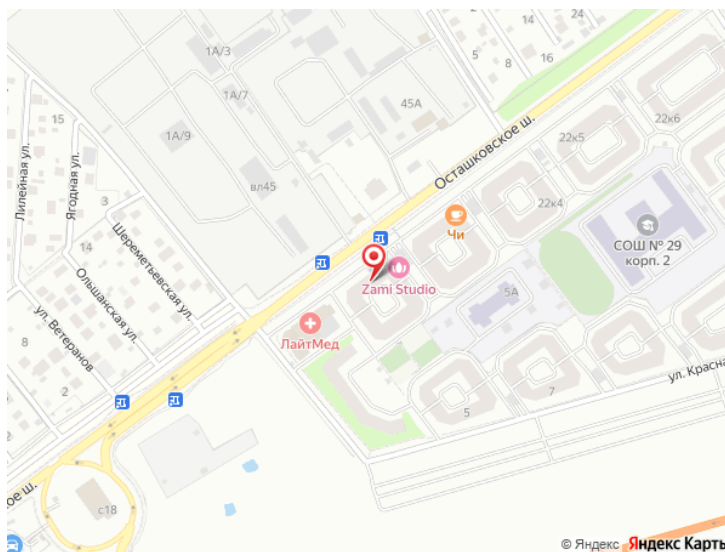 24
5
8
14
16
1А/3
1А/7
45А
15
1А/9
Лилейная ул.
Ягодная ул.
вл45
Осташковское ш.
22к5
22к6
3
22к4
14
Шереметьевская ул.
Чи
СОШ № 29
корп. 2
Zami Studio
5А
Ольшанская ул.
ул. Ветеранов
8
ЛайтМед
ул. Красна
2
5
7
2
ое ш.
с18
© Яндекс Яндекс Карты